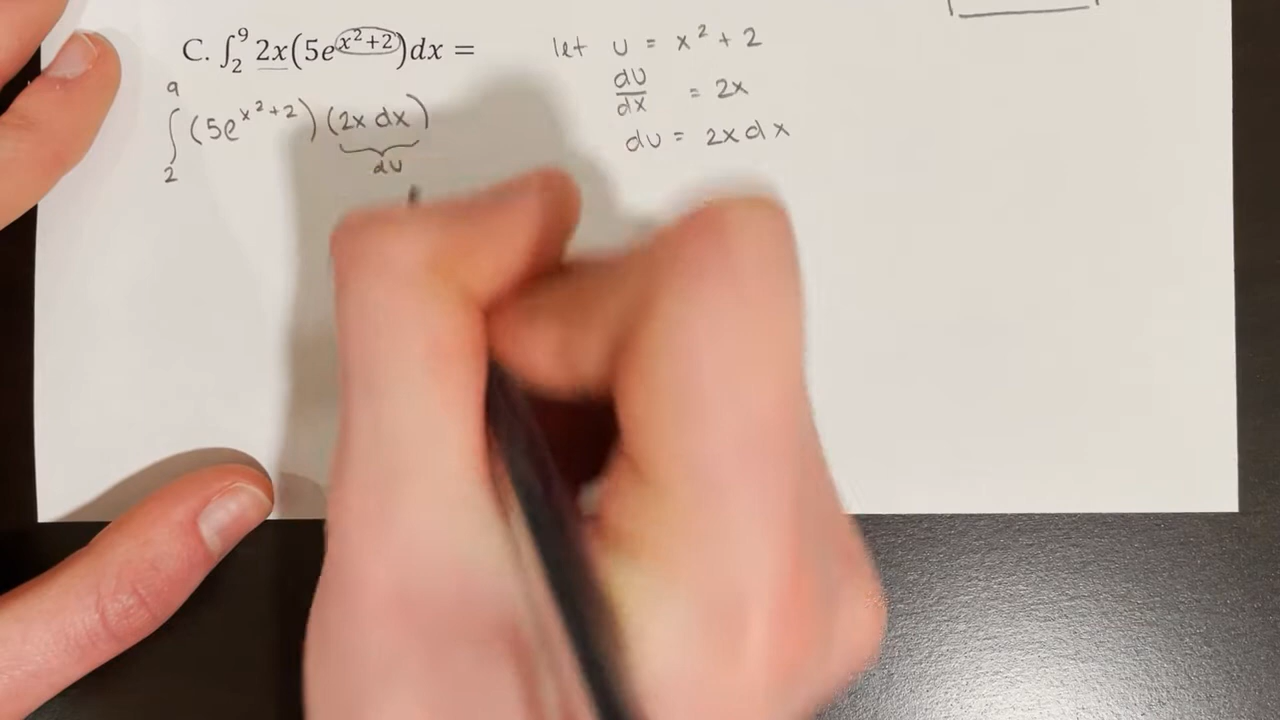 C. ∫₂⁹ 2x(5e^(x²+2))dx =
∫₂⁹ (5e^(x²+2)) (2x dx)
du
let u = x² + 2
du/dx = 2x
du = 2x dx